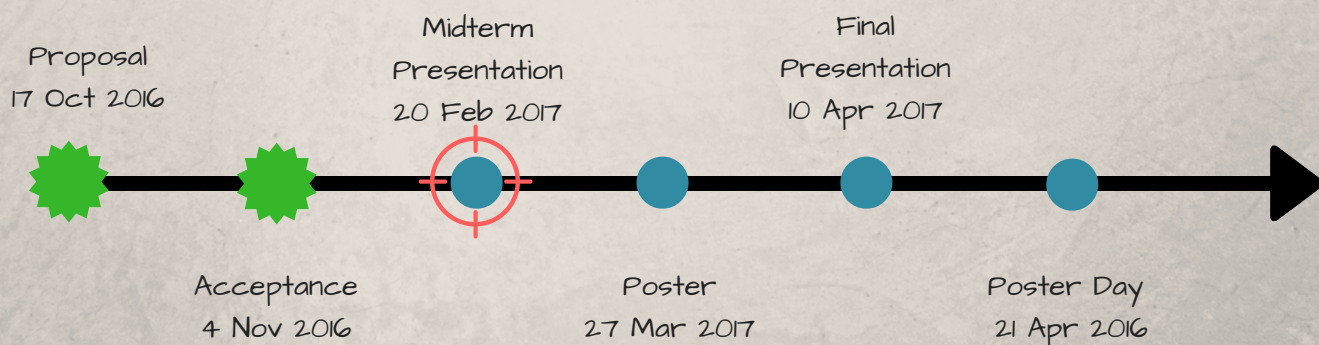 Proposal
17 Oct 2016
Acceptance
4 Nov 2016
Midterm
Presentation
20 Feb 2017
Poster
27 Mar 2017
Final
Presentation
10 Apr 2017
Poster Day
21 Apr 2016